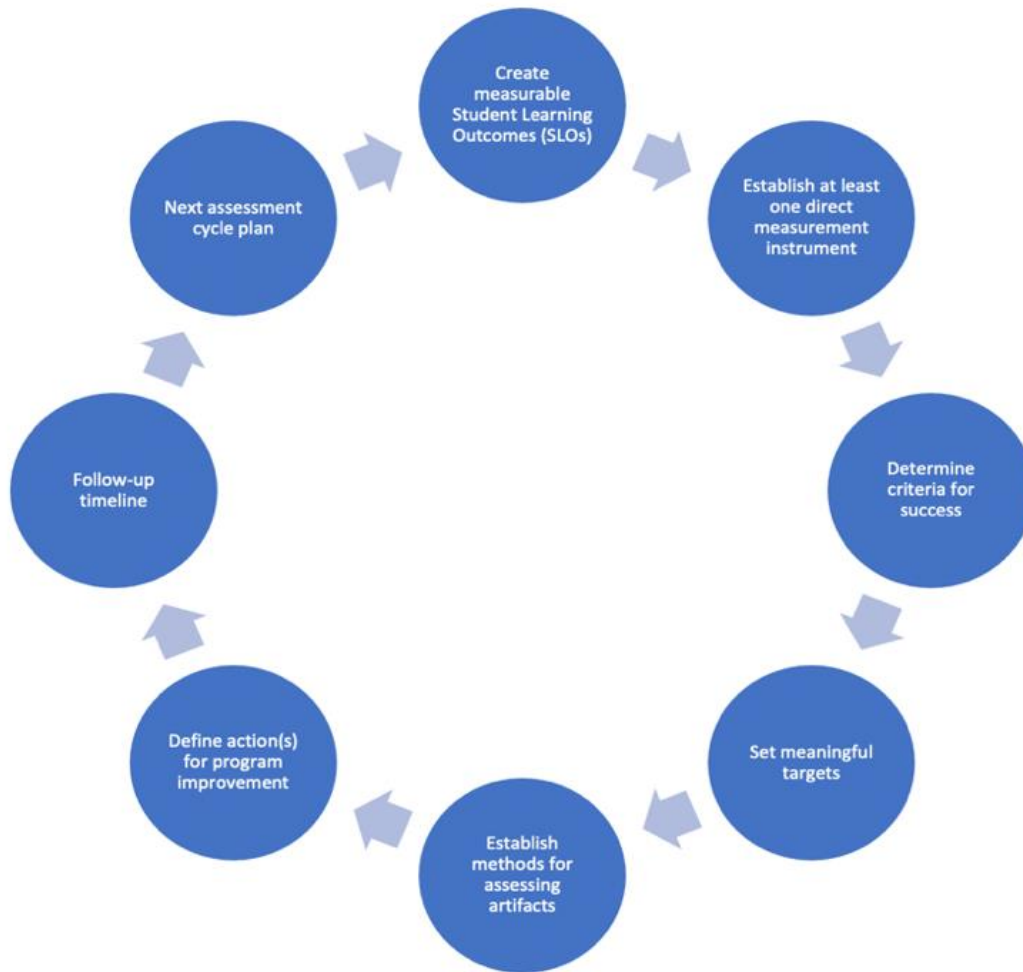 Create
measurable
Student Learning
Outcomes (SLOs)
Establish at least
one direct
measurement
instrument
Determine
criteria for
success
Set meaningful
targets
Establish
methods for
assessing
artifacts
Define action(s)
for program
improvement
Follow-up
timeline
Next assessment
cycle plan